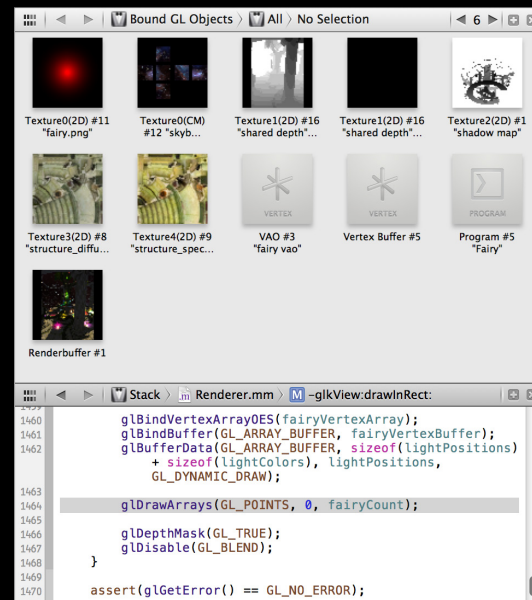 Bound GL Objects › All › No Selection
6
Texture0(2D) #11 "fairy.png"
Texture0(CM) #12 "skyb...
Texture1(2D) #16 "shared depth"...
Texture1(2D) #16 "shared depth"...
Texture2(2D) #1 "shadow map"
Texture3(2D) #8 "structure_diffu...
Texture4(2D) #9 "structure_spec...
VERTEX
VAO #3 "fairy vao"
VERTEX
Vertex Buffer #5
PROGRAM
Program #5 "Fairy"
Renderbuffer #1
Stack › Renderer.mm › M -glkView:drawInRect:
1459
1460 glBindVertexArrayOES(fairyVertexArray);
1461 glBindBuffer(GL_ARRAY_BUFFER, fairyVertexBuffer);
1462 glBufferData(GL_ARRAY_BUFFER, sizeof(lightPositions)
+ sizeof(lightColors), lightPositions,
GL_DYNAMIC_DRAW);
1463
1464 glDrawArrays(GL_POINTS, 0, fairyCount);
1465
1466 glDepthMask(GL_TRUE);
1467 glDisable(GL_BLEND);
1468 }
1469
1470 assert(glGetError() == GL_NO_ERROR);